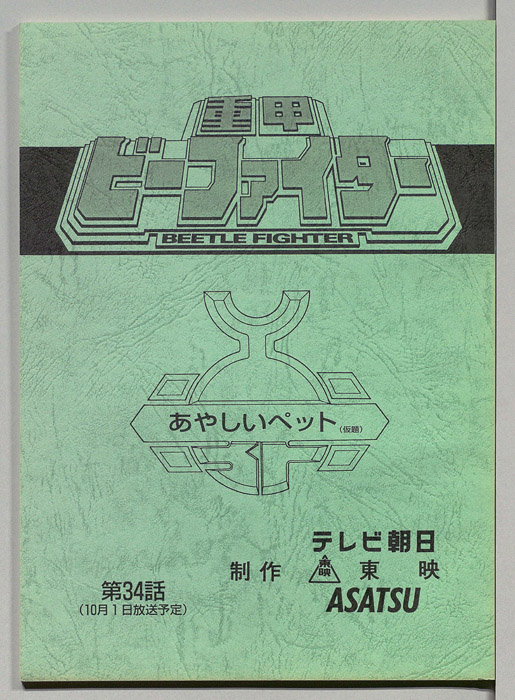 重甲
ビーファイター
BEETLE FIGHTER
あやしいペット(仮題)
第34話
(10月1日放送予定)
制作
テレビ朝日
東映 東映
ASATSU